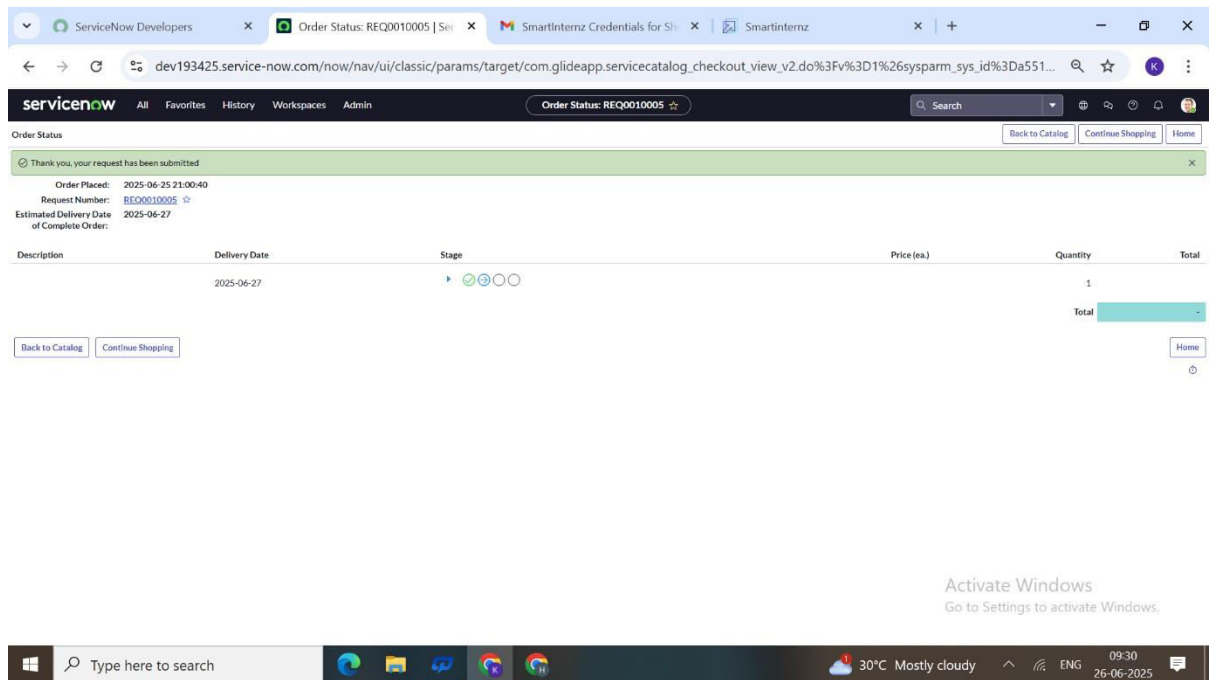 ServiceNow Developers
Order Status: REQ0010005 | Ser
SmartInternz Credentials for Sh
Smartinternz
dev193425.service-now.com/now/nav/ui/classic/params/target/com.glideapp.servicecatalog_checkout_view_v2.do%3Fv%3D1%26sysparm_sys_id%3Da551...
K
servicenow All Favorites History Workspaces Admin Order Status: REQ0010005 Search
Order Status Back to Catalog Continue Shopping Home
Thank you, your request has been submitted
Order Placed: 2025-06-25 21:00:40
Request Number: REQ0010005
Estimated Delivery Date 2025-06-27
of Complete Order:
Description Delivery Date Stage Price (ea.) Quantity Total
2025-06-27 1
Total -
Back to Catalog Continue Shopping Home
Activate Windows
Go to Settings to activate Windows.
Type here to search
1
30°C Mostly cloudy ENG
09:30
26-06-2025